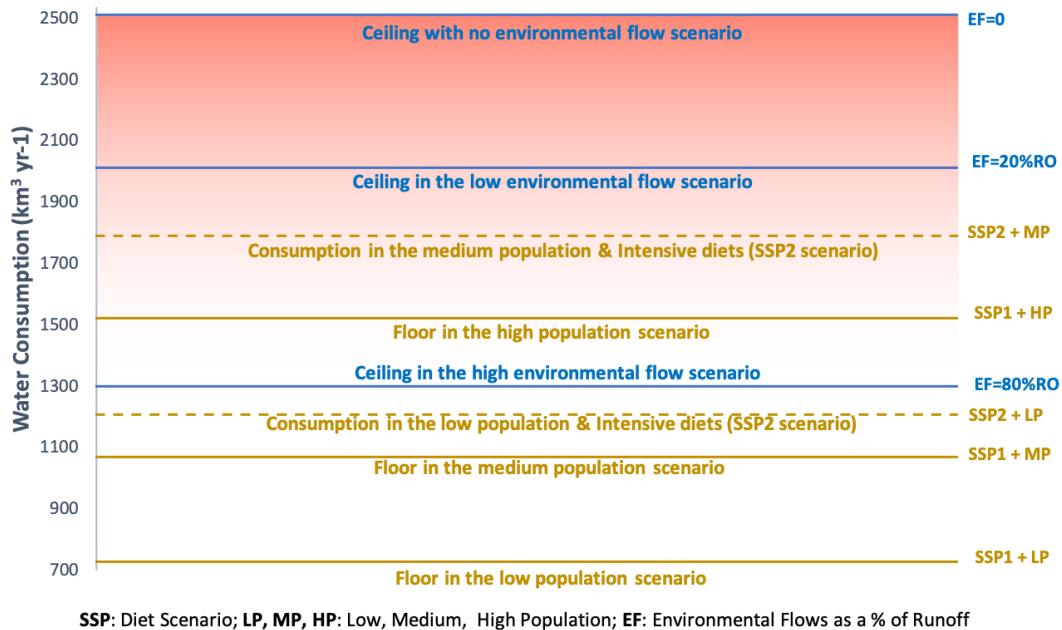 Water Consumption (km³ yr-1)
2500
2300
2100
1900
1700
1500
1300
1100
900
700
EF=0
Ceiling with no environmental flow scenario
EF=20%RO
Ceiling in the low environmental flow scenario
SSP2 + MP
Consumption in the medium population & Intensive diets (SSP2 scenario)
SSP1 + HP
Floor in the high population scenario
Ceiling in the high environmental flow scenario
EF=80%RO
SSP2 + LP
Consumption in the low population & Intensive diets (SSP2 scenario)
SSP1 + MP
Floor in the medium population scenario
SSP1 + LP
Floor in the low population scenario
SSP: Diet Scenario; LP, MP, HP: Low, Medium, High Population; EF: Environmental Flows as a % of Runoff